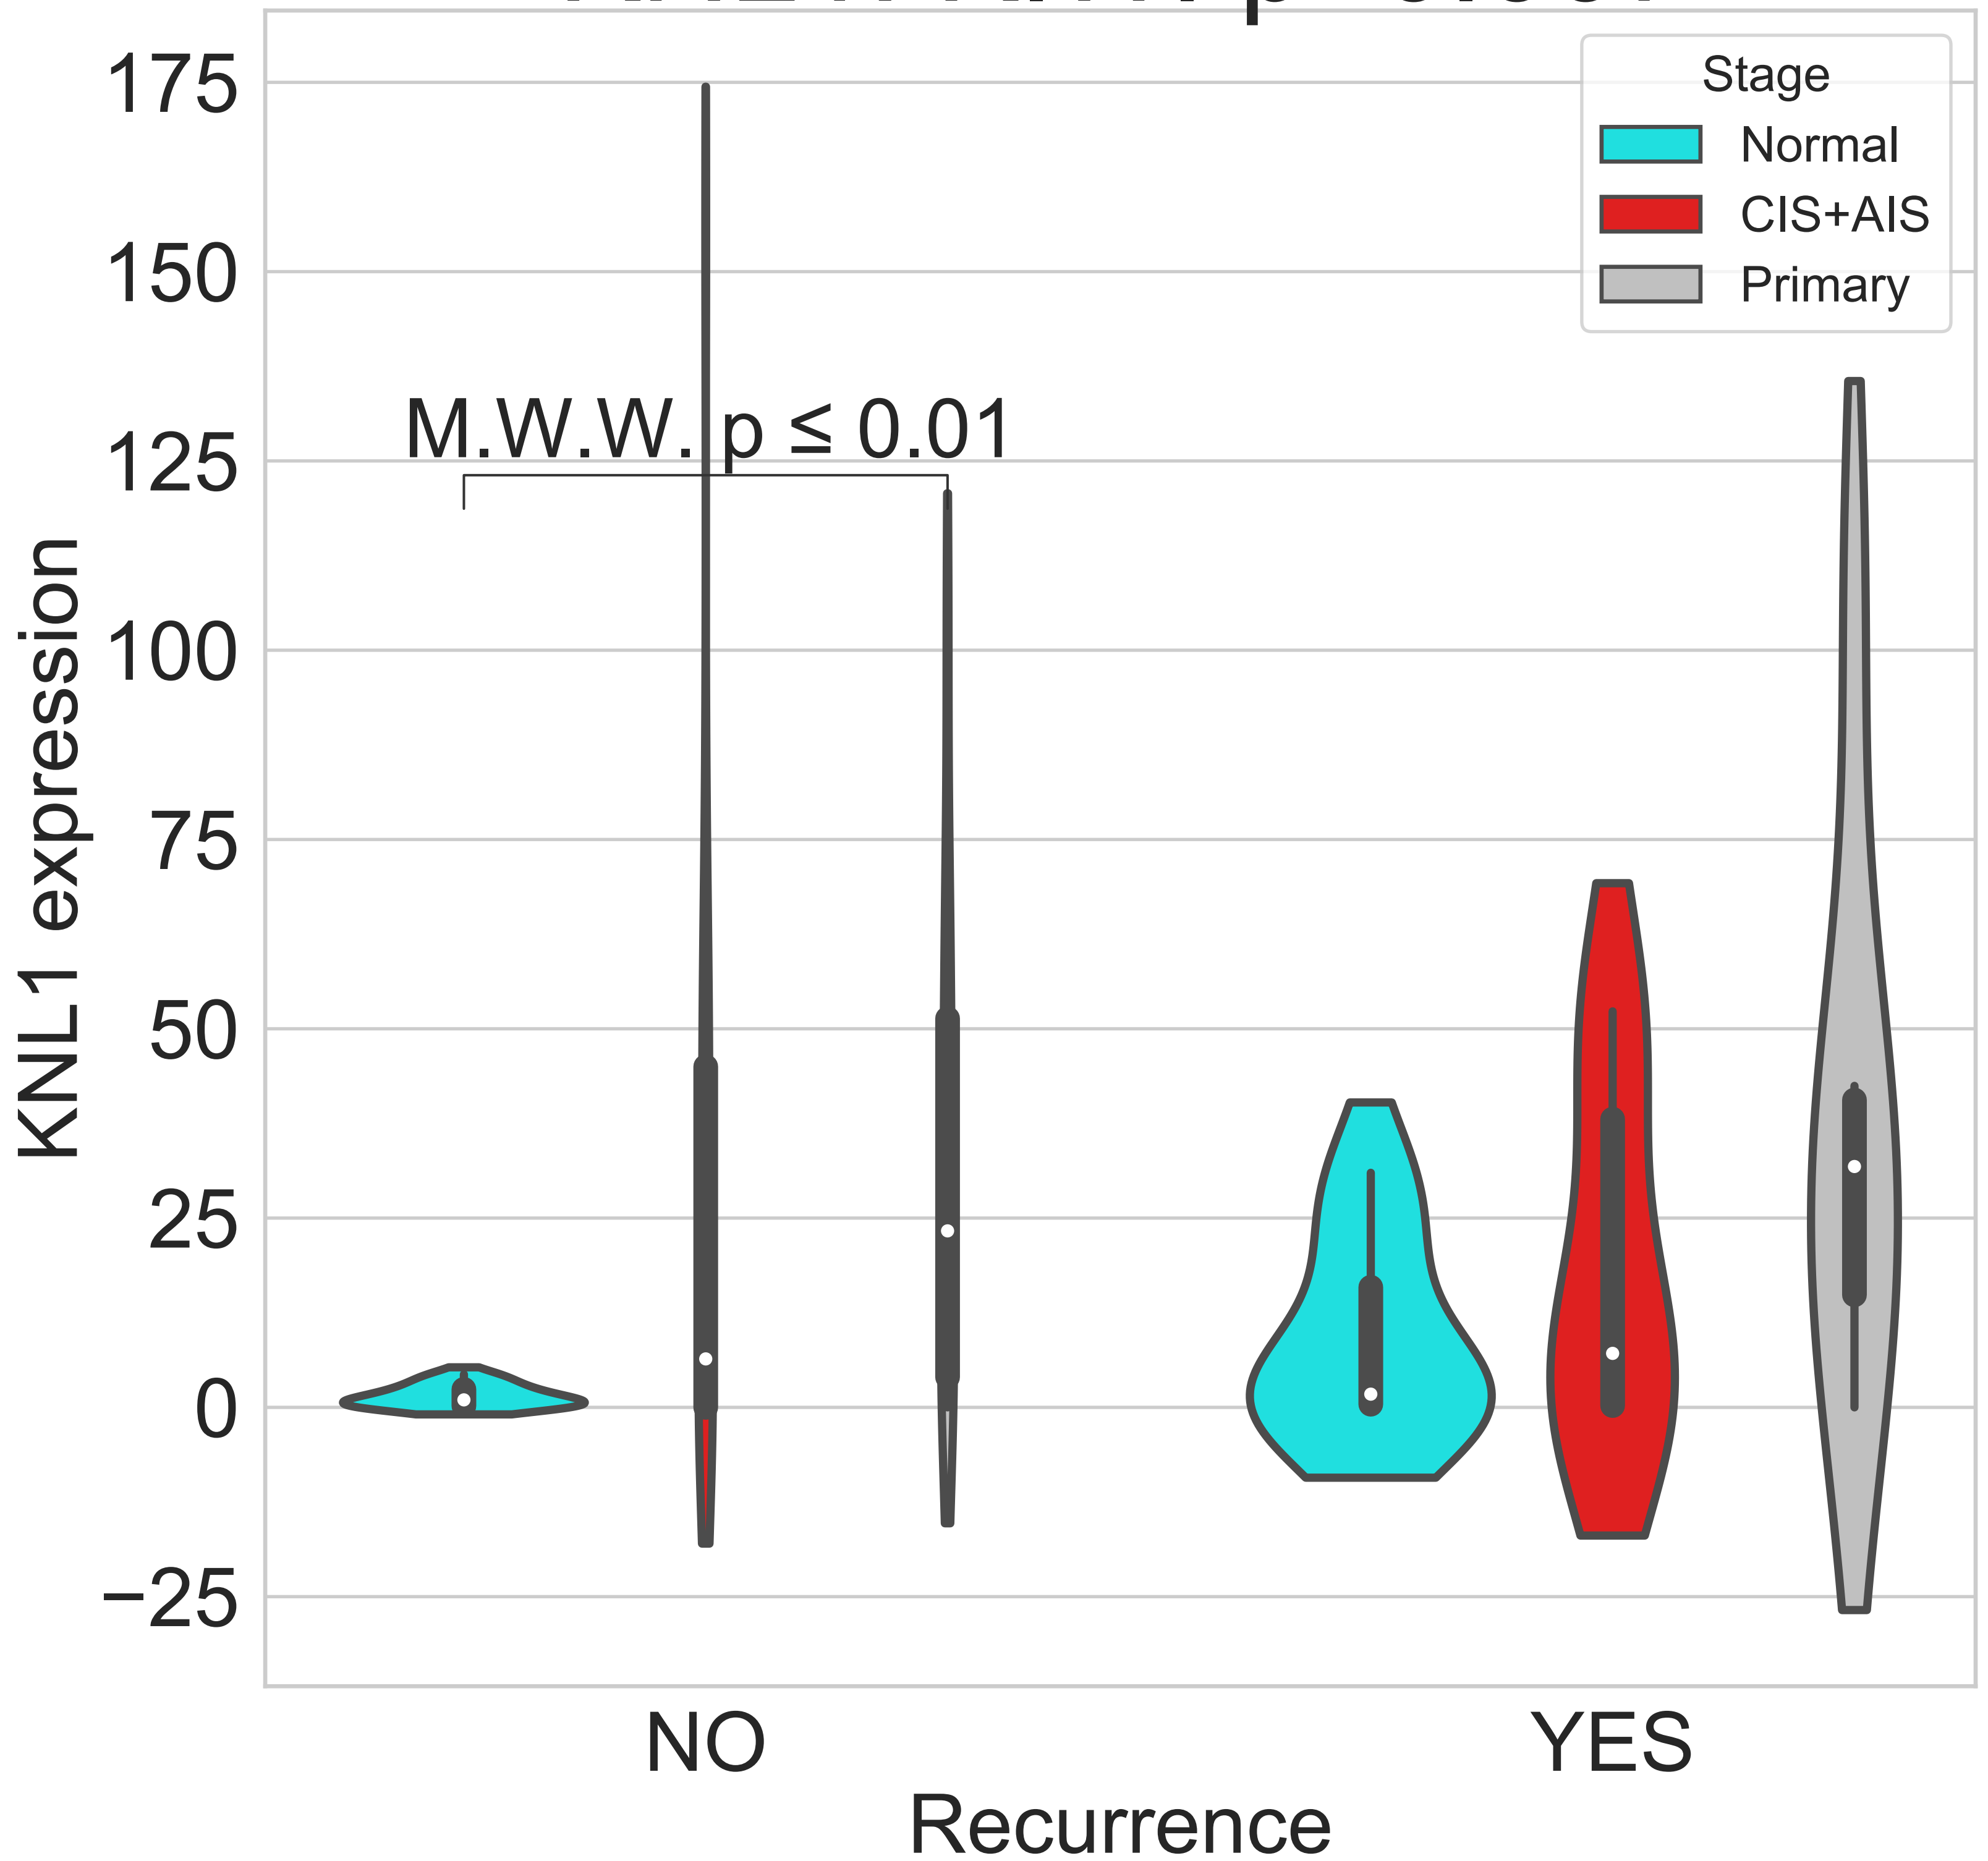 175
150
125
100
75
50
25
0
−25
KNL1 expression
M.W.W. p ≤ 0.01
Stage
Normal
CIS+AIS
Primary
NO
YES
Recurrence